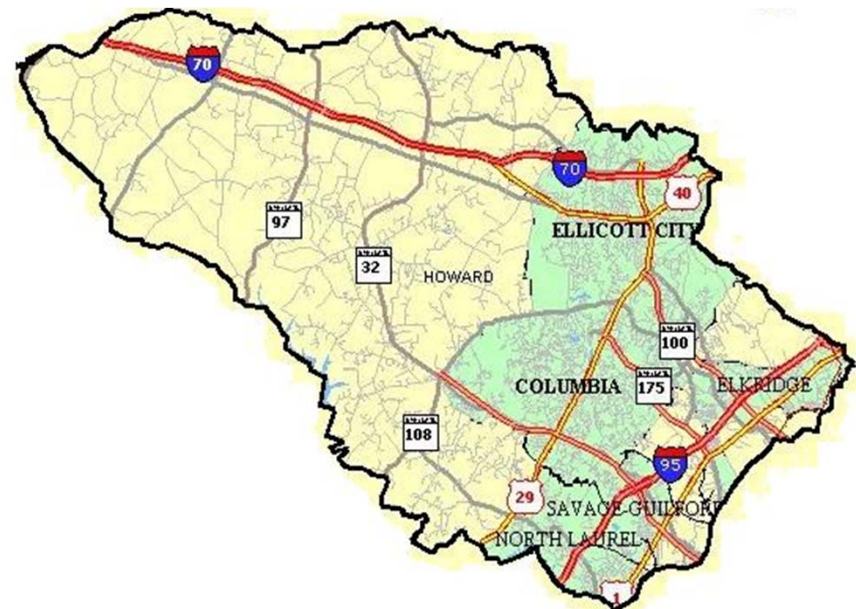 70
70
40
ELLICOTT CITY
97
32
HOWARD
100
COLUMBIA
175
ELKRIDGE
108
95
29
SAVAGE-GUILFORD
NORTH LAUREL
1